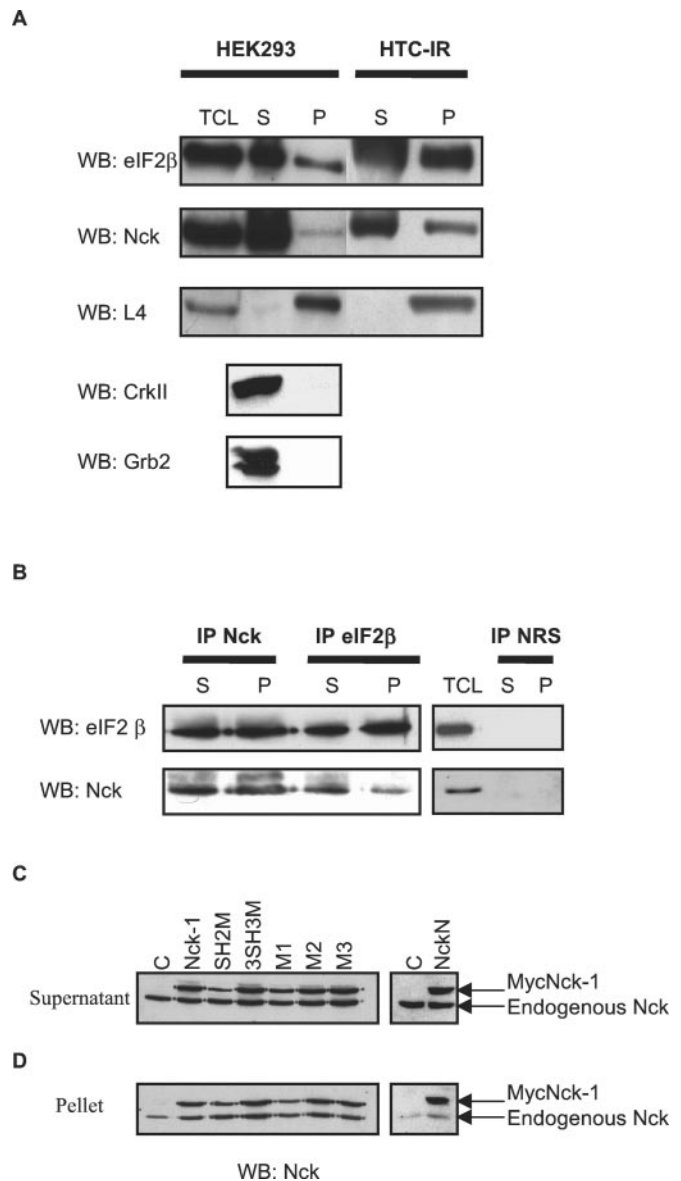 A
HEK293 HTC-IR
TCL S P S P
WB: eIF2β
WB: Nck
WB: L4
WB: CrkII
WB: Grb2
B
IP Nck IP eIF2β IP NRS
S P S P TCL S P
WB: eIF2 β
WB: Nck
C
C Nck-1 SH2M 3SH3M M1 M2 M3 C NckN
Supernatant MycNck-1
Endogenous Nck
D
Pellet MycNck-1
Endogenous Nck
WB: Nck